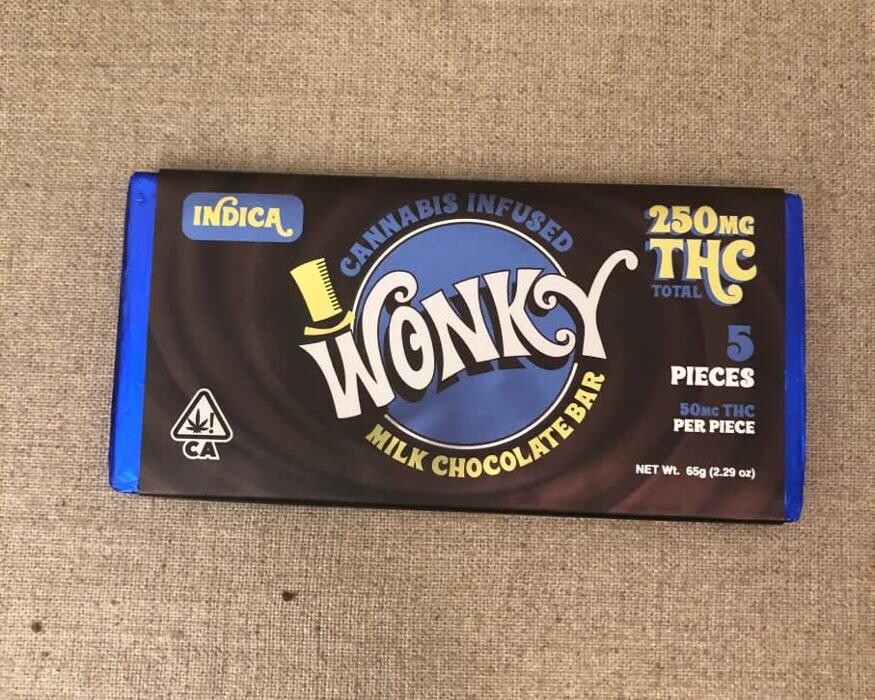 INDICA
CANNABIS INFUSED
WONKY
MILK CHOCOLATE BAR
250MG
THC
TOTAL
5
PIECES
50MG THC
PER PIECE
NET Wt. 65g (2.29 oz)
!
CA